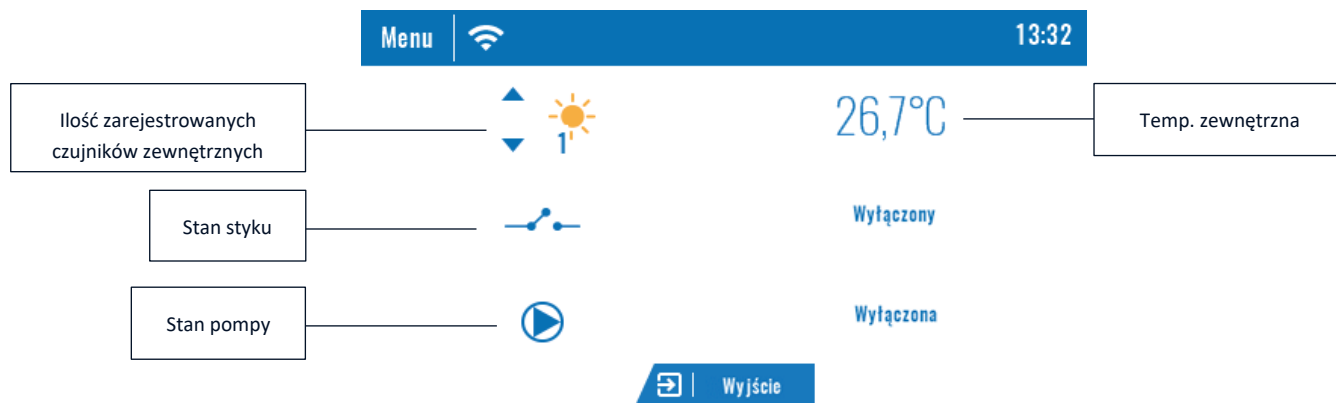 Menu
13:32
Ilość zarejestrowanych
czujników zewnętrznych
1
26,7°C
Temp. zewnętrzna
Stan styku
Wyłączony
Stan pompy
Wyłączona
Wyjście